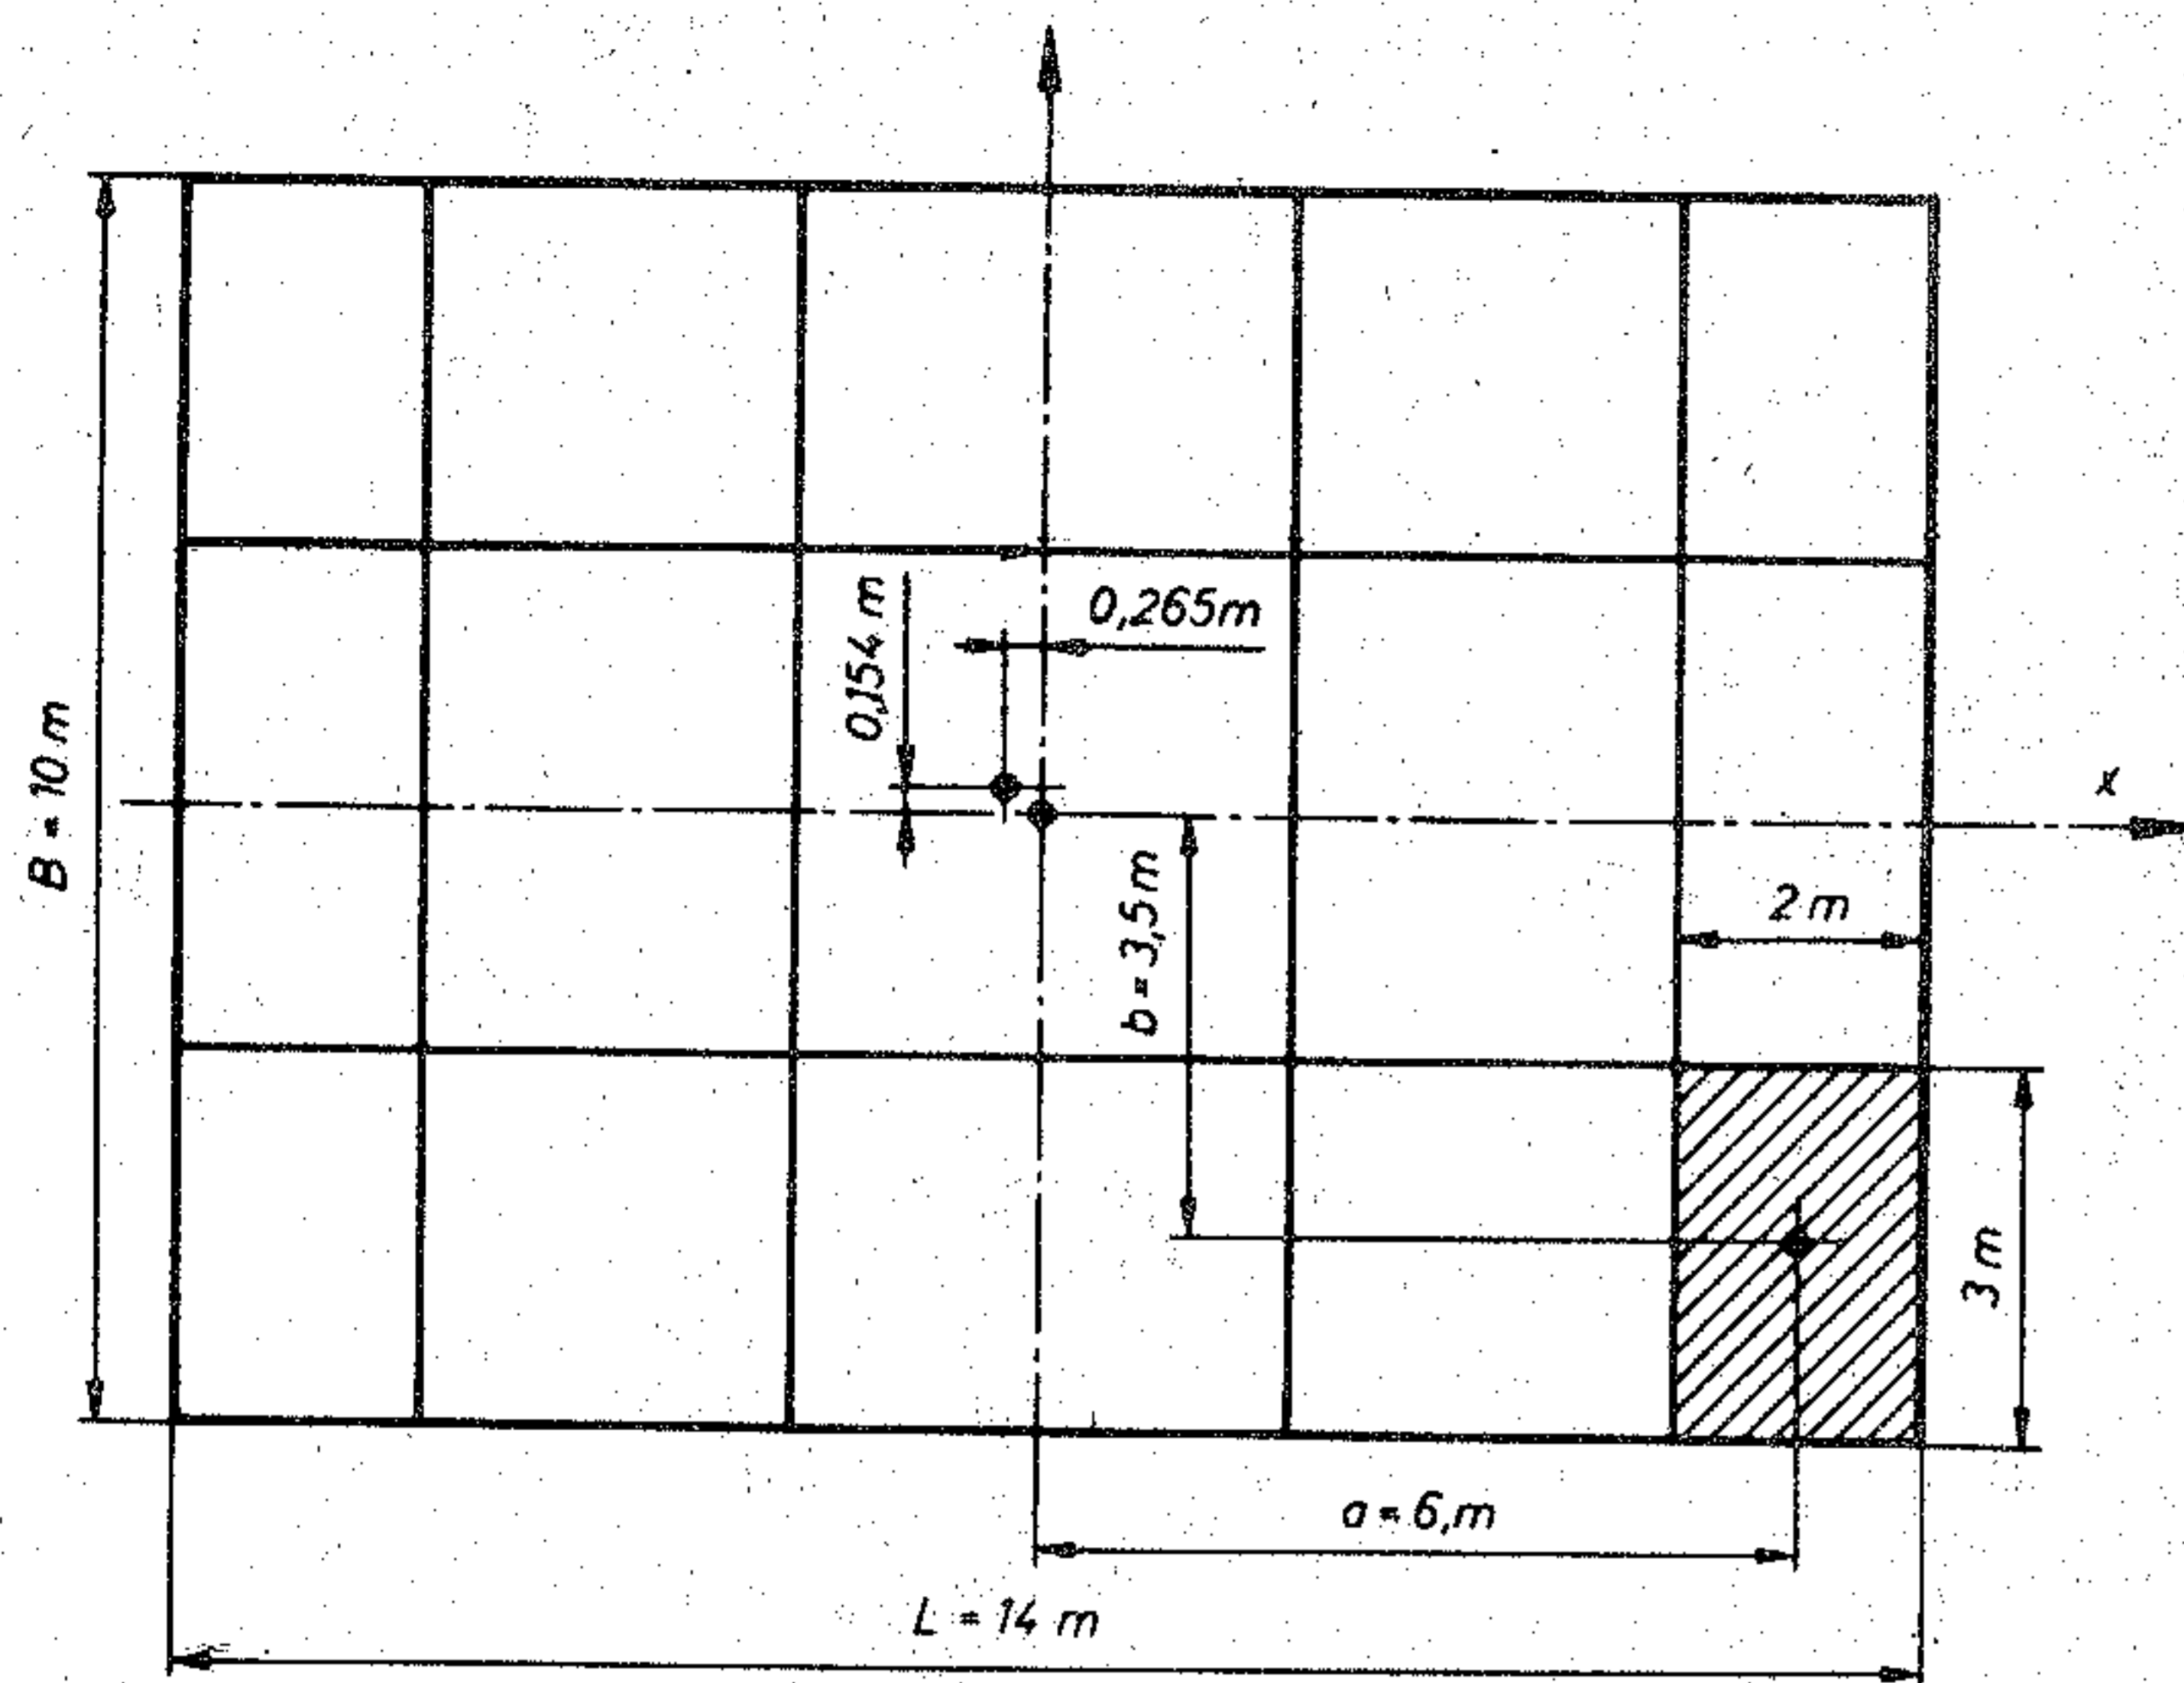 0,154 m
0,265m
B = 10 m
x
b = 3,5 m
2 m
3 m
a = 6,m
L = 14 m